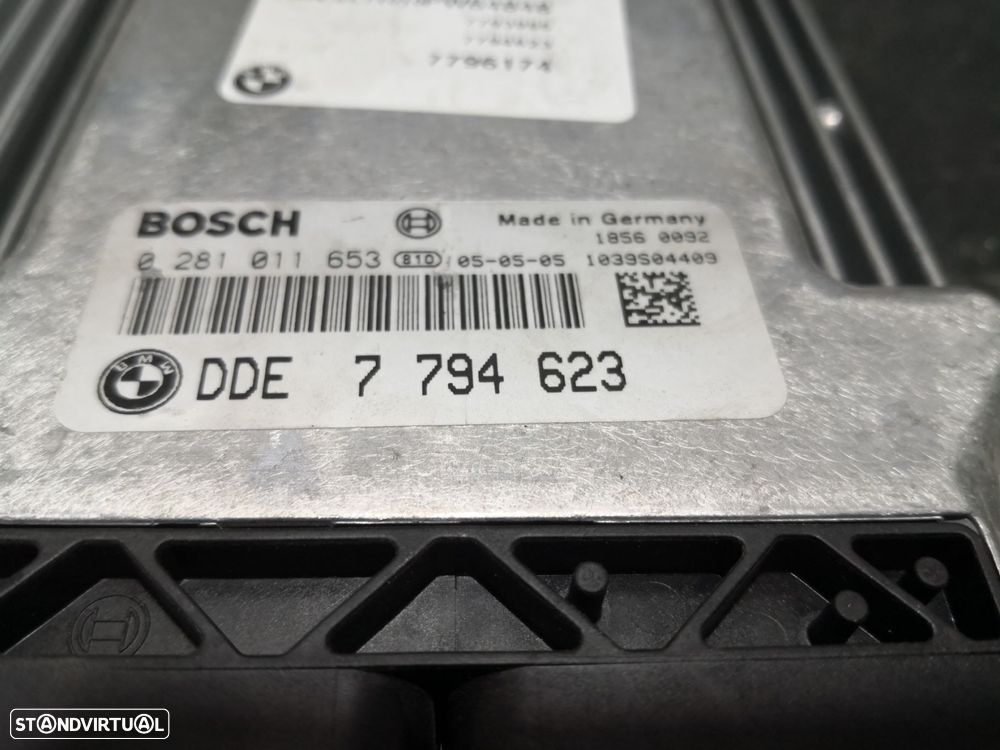 7796174
BOSCH
Made in Germany
1856 0092
0 281 011 653 810 05-05-05 1039S04409
BMW
DDE 7 794 623
STANDVIRTUAL